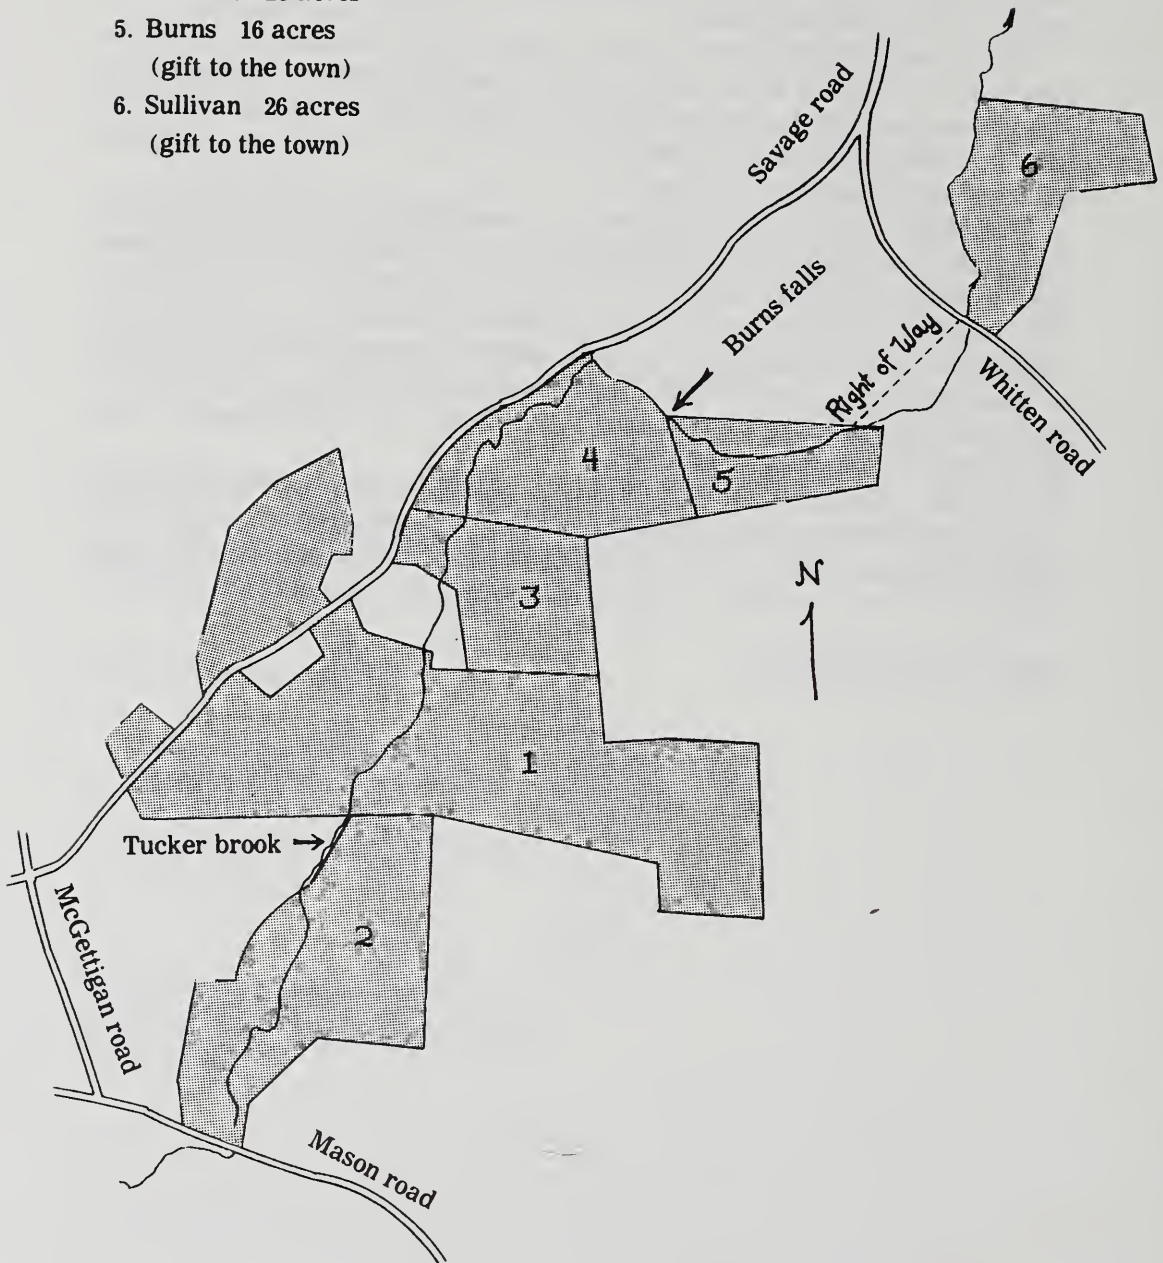 5. Burns 16 acres
(gift to the town)
6. Sullivan 26 acres
(gift to the town)
Savage road
6
Burns falls
Right of Way
Whitten road
4
5
N
3
1
Tucker brook
2
McGettigan road
Mason road